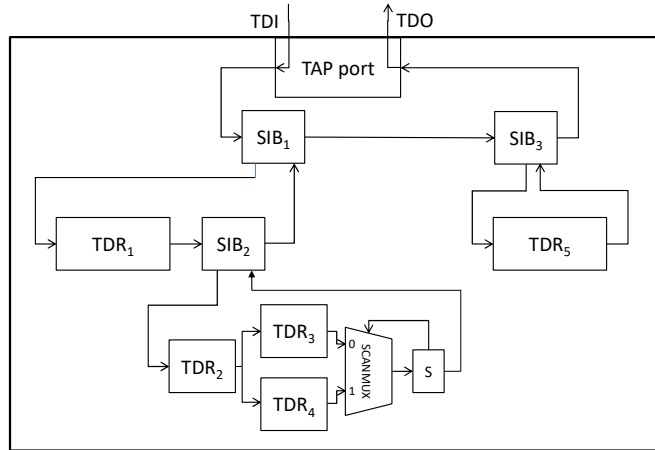 TDI TDO
TAP port
SIB1 SIB3
TDR1 SIB2 TDR5
TDR2 TDR3 0 SCANMUX S
TDR4 1